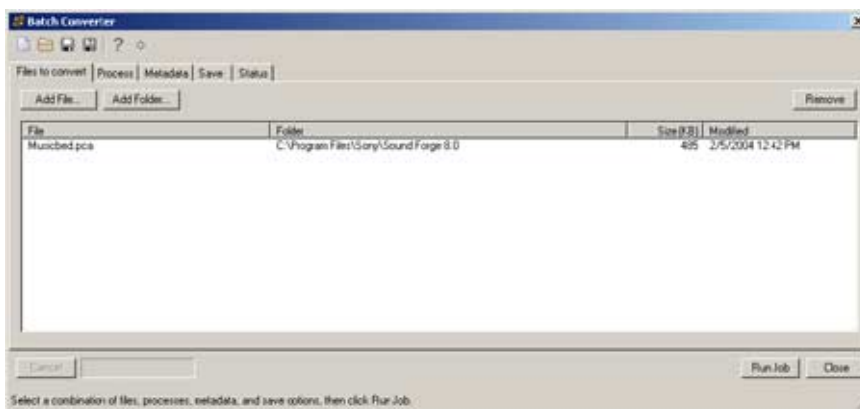 Batch Converter
Files to convert Process Metadata Save Status
Add File... Add Folder... Remove
File Folder Size (KB) Modified
Musicbed.pca C:\Program Files\Sony\Sound Forge 8.0 485 2/5/2004 12:42 PM
Cancel Run Job Close
Select a combination of files, processes, metadata, and save options, then click Run Job.